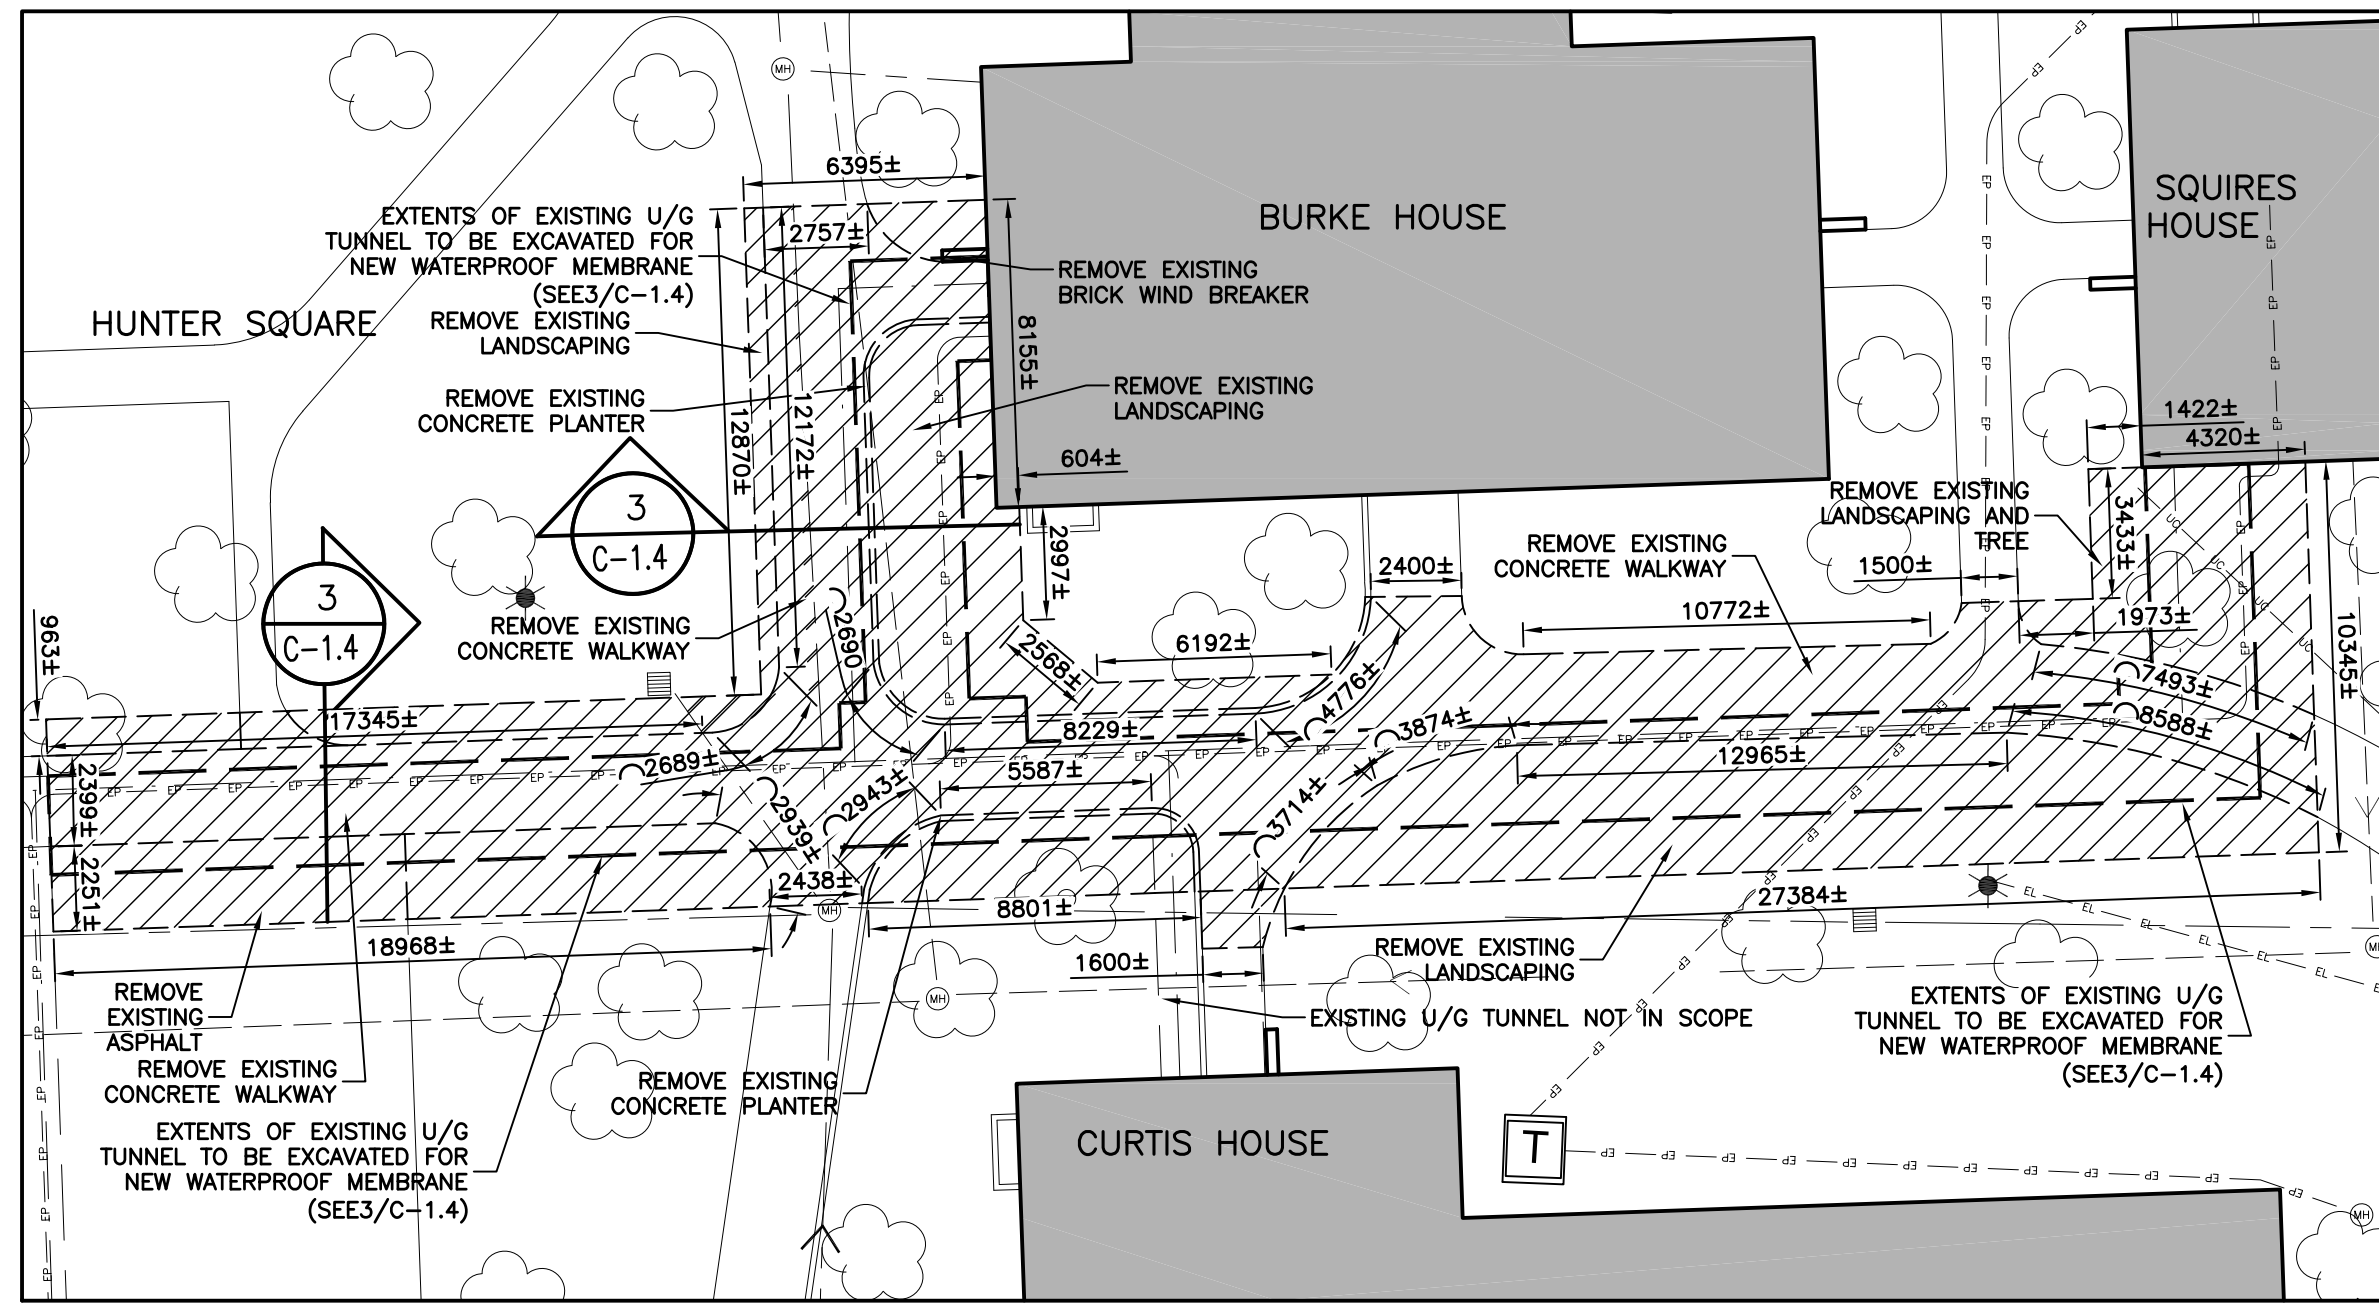 MH
6395±
EXTENTS OF EXISTING U/G
TUNNEL TO BE EXCAVATED FOR
NEW WATERPROOF MEMBRANE
(SEE3/C-1.4)
2757±
BURKE HOUSE
SQUIRES
HOUSE
REMOVE EXISTING
BRICK WIND BREAKER
HUNTER SQUARE
REMOVE EXISTING
LANDSCAPING
8155±
REMOVE EXISTING
CONCRETE PLANTER
REMOVE EXISTING
LANDSCAPING
12870±
12172±
604±
1422±
4320±
3
C-1.4
3
C-1.4
2997±
REMOVE EXISTING
LANDSCAPING AND
TREE
3433±
REMOVE EXISTING
CONCRETE WALKWAY
2400±
1500±
10772±
1973±
10345±
REMOVE EXISTING
CONCRETE WALKWAY
2690
2568±
6192±
963±
17345±
2689±
8229±
4776±
3874±
12965±
7493±
8588±
5587±
2399±
2251±
2939±
2943±
3714±
2438±
MH
8801±
27384±
18968±
1600±
REMOVE EXISTING
LANDSCAPING
EXISTING U/G TUNNEL NOT IN SCOPE
REMOVE
EXISTING
ASPHALT
REMOVE EXISTING
CONCRETE WALKWAY
REMOVE EXISTING
CONCRETE PLANTER
MH
EXTENTS OF EXISTING U/G
TUNNEL TO BE EXCAVATED FOR
NEW WATERPROOF MEMBRANE
(SEE3/C-1.4)
EXTENTS OF EXISTING U/G
TUNNEL TO BE EXCAVATED FOR
NEW WATERPROOF MEMBRANE
(SEE3/C-1.4)
CURTIS HOUSE
T
MH
EP
EL
UC